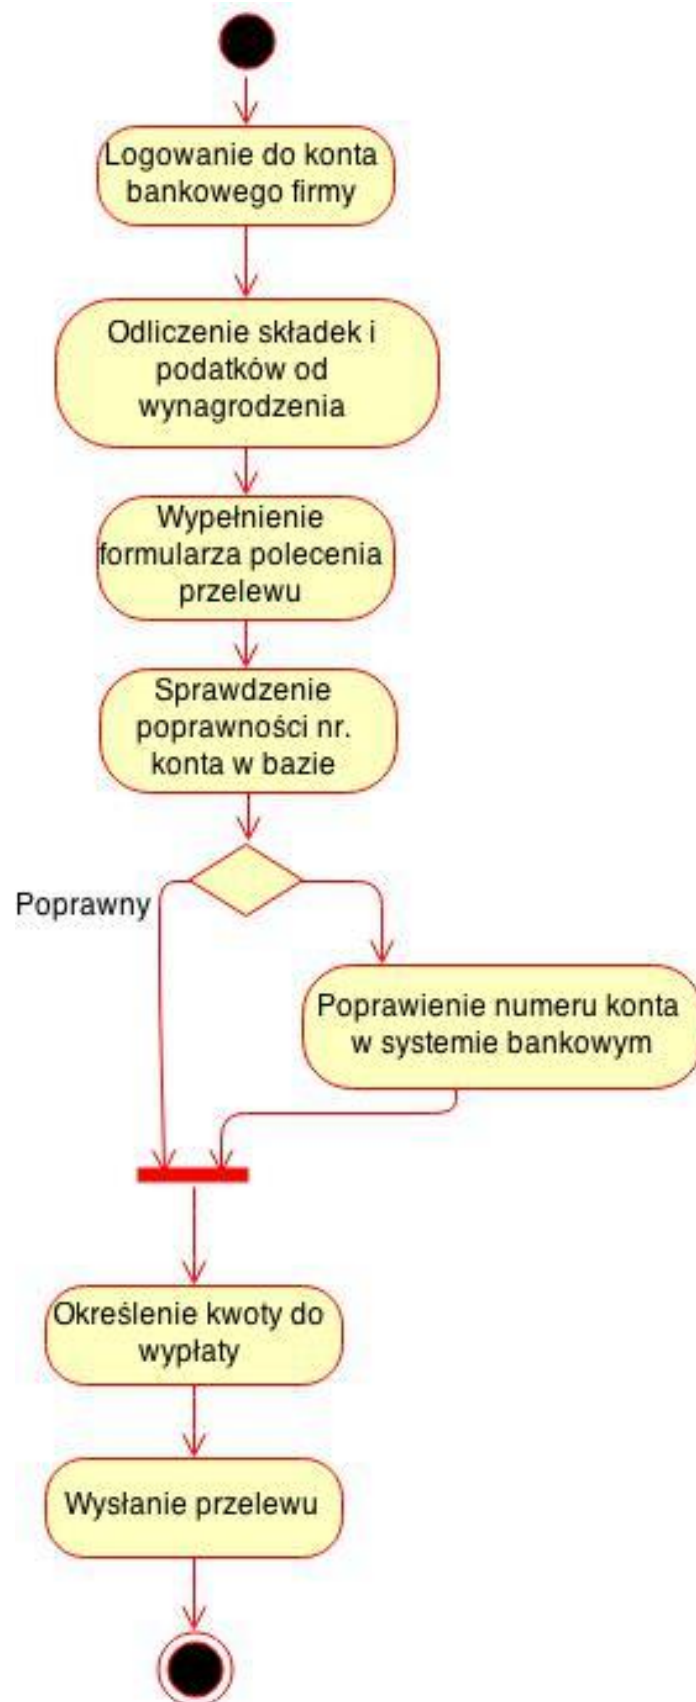 Logowanie do konta
bankowego firmy
Odliczenie składek i
podatków od
wynagrodzenia
Wypełnienie
formularza polecenia
przelewu
Sprawdzenie
poprawności nr.
konta w bazie
Poprawny
Poprawienie numeru konta
w systemie bankowym
Określenie kwoty do
wypłaty
Wysłanie przelewu